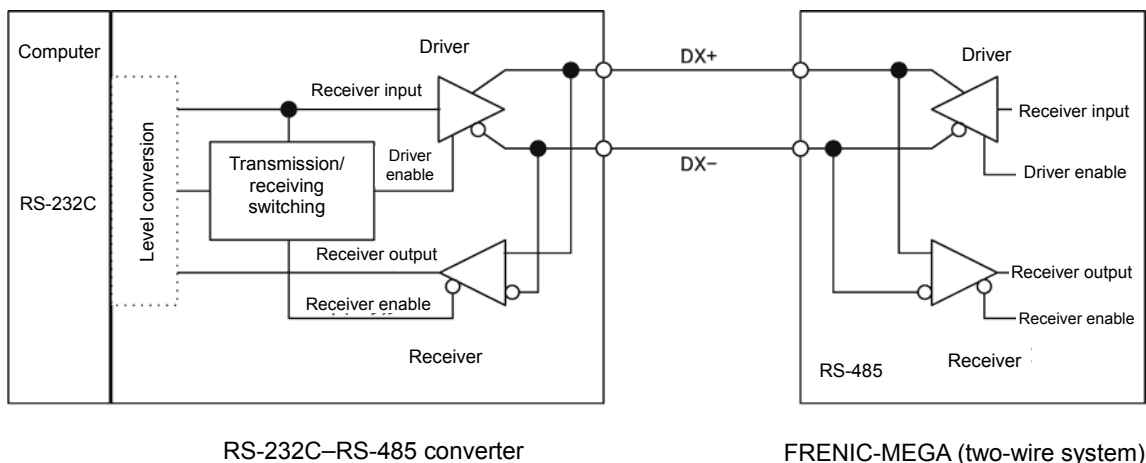 Computer
Driver
DX+
Driver
Receiver input
Receiver input
Level conversion
Transmission/
receiving
switching
Driver
enable
DX−
Driver enable
RS-232C
Receiver output
Receiver output
Receiver enable
Receiver enable
Receiver
Receiver
RS-485
RS-232C–RS-485 converter
FRENIC-MEGA (two-wire system)